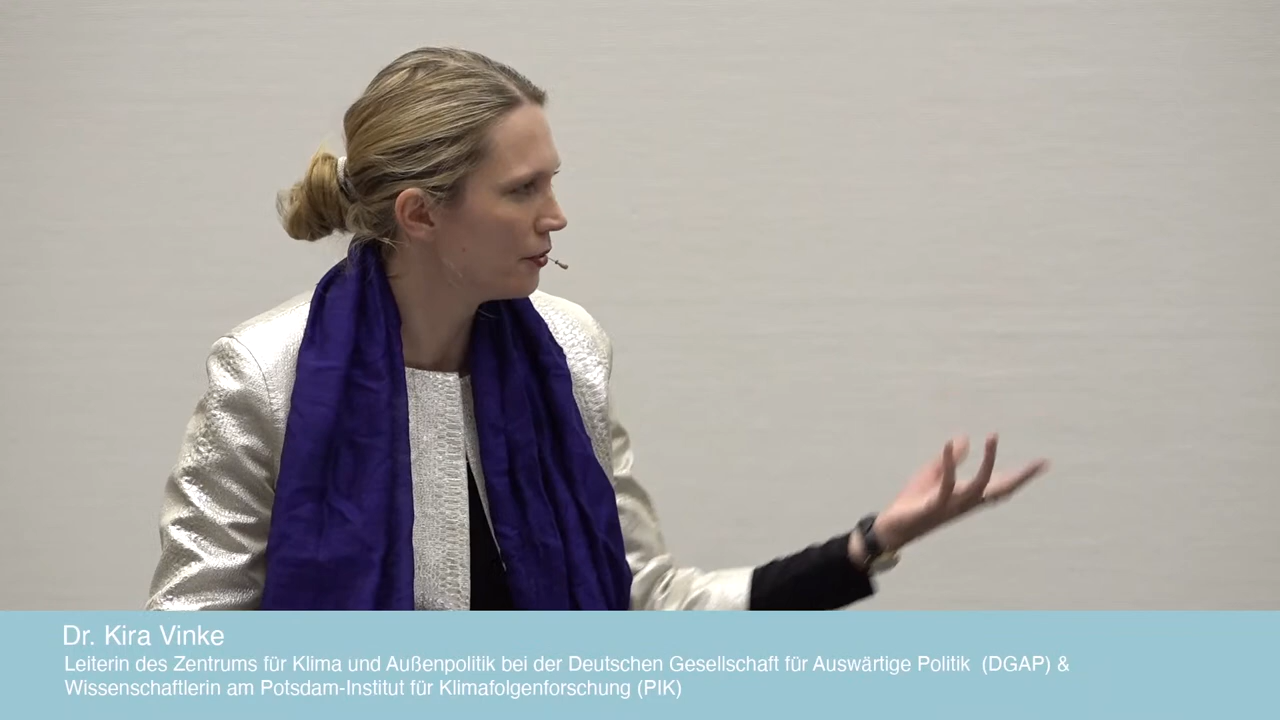 Dr. Kira Vinke
Leiterin des Zentrums für Klima und Außenpolitik bei der Deutschen Gesellschaft für Auswärtige Politik (DGAP) &
Wissenschaftlerin am Potsdam-Institut für Klimafolgenforschung (PIK)